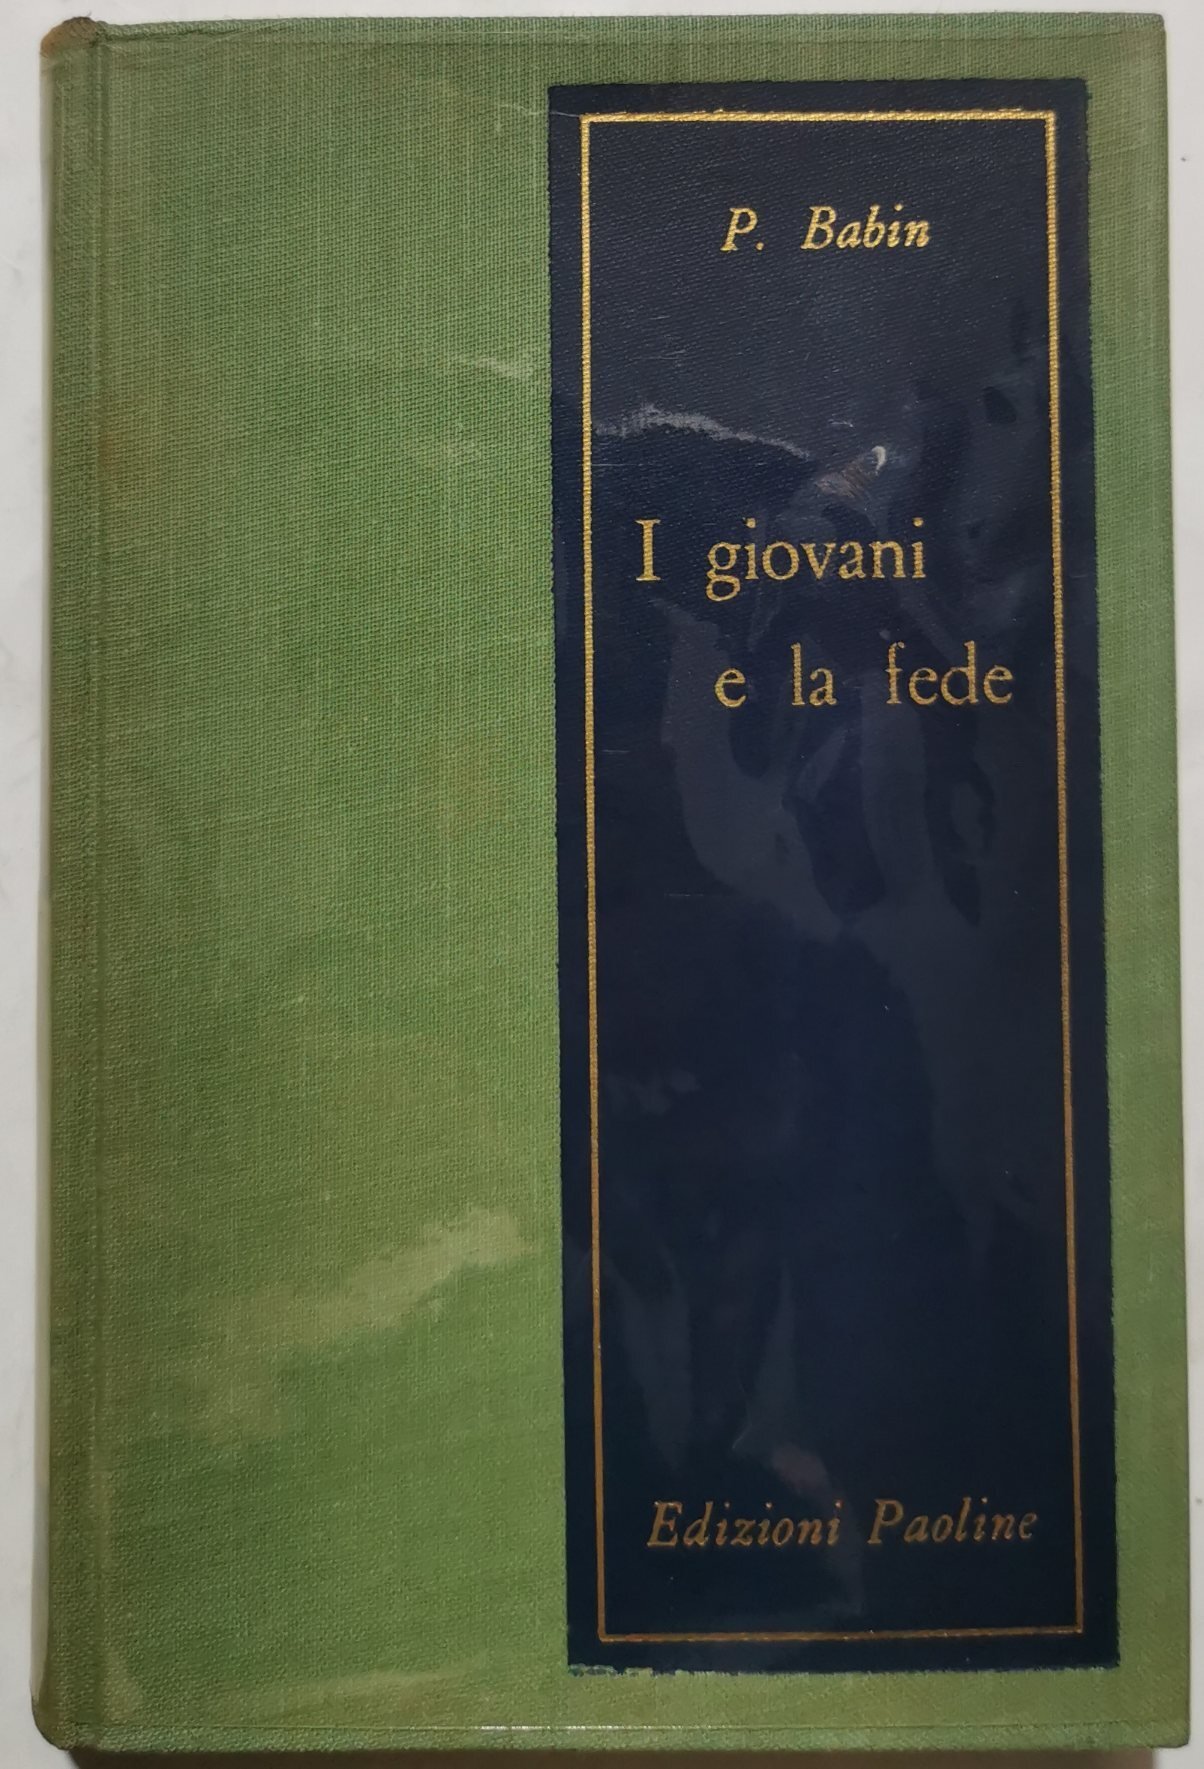 P. Babin
I giovani
e la fede
Edizioni Paoline